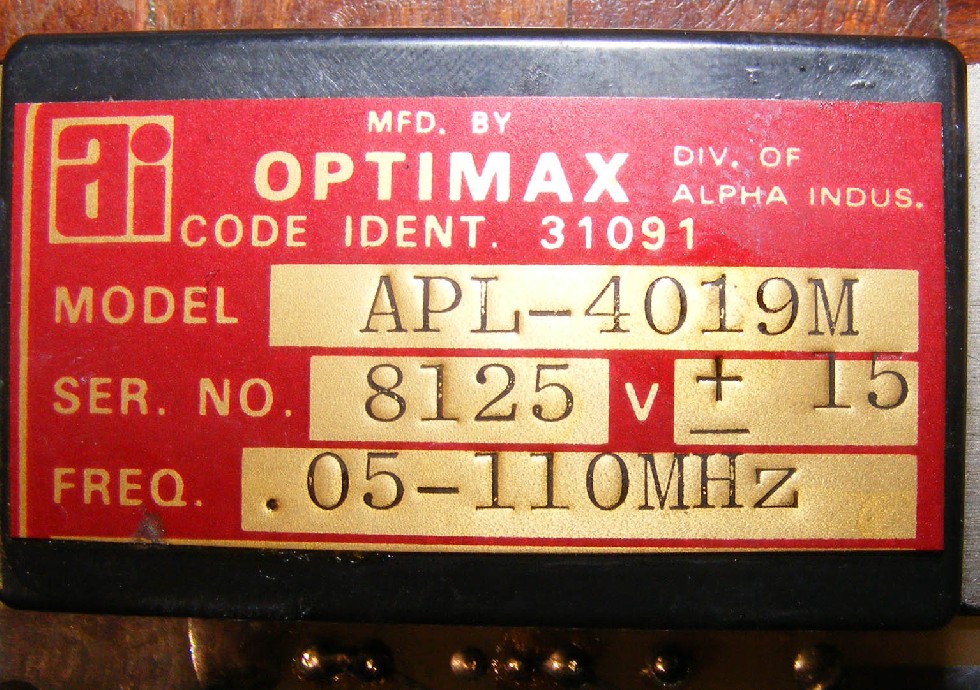 ai
MFD. BY
OPTIMAX DIV. OF
ALPHA INDUS.
CODE IDENT. 31091
MODEL APL-4019M
SER. NO. 8125 V ± 15
FREQ. .05-110MHz